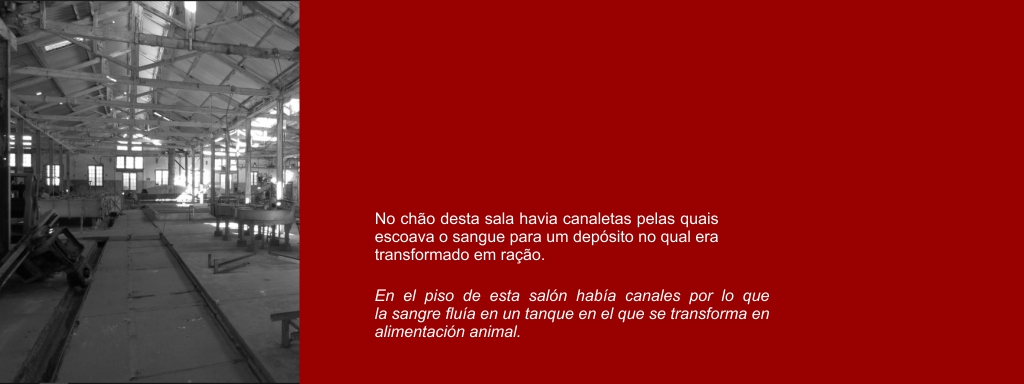 No chão desta sala havia canaletas pelas quais
escoava o sangue para um depósito no qual era
transformado em ração.
En el piso de esta salón había canales por lo que
la sangre fluía en un tanque en el que se transforma en
alimentación animal.